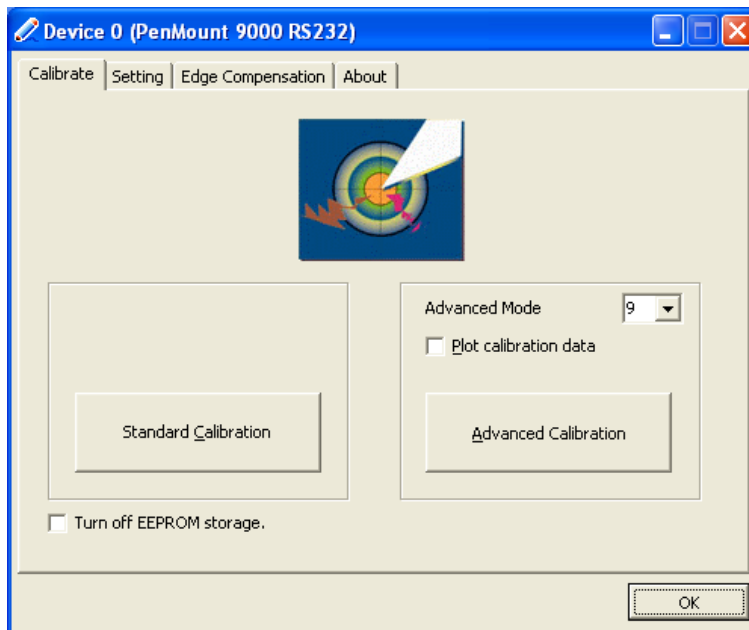 Device 0 (PenMount 9000 RS232)
Calibrate Setting Edge Compensation About
Advanced Mode 9
Plot calibration data
Standard Calibration
Advanced Calibration
Turn off EEPROM storage.
OK